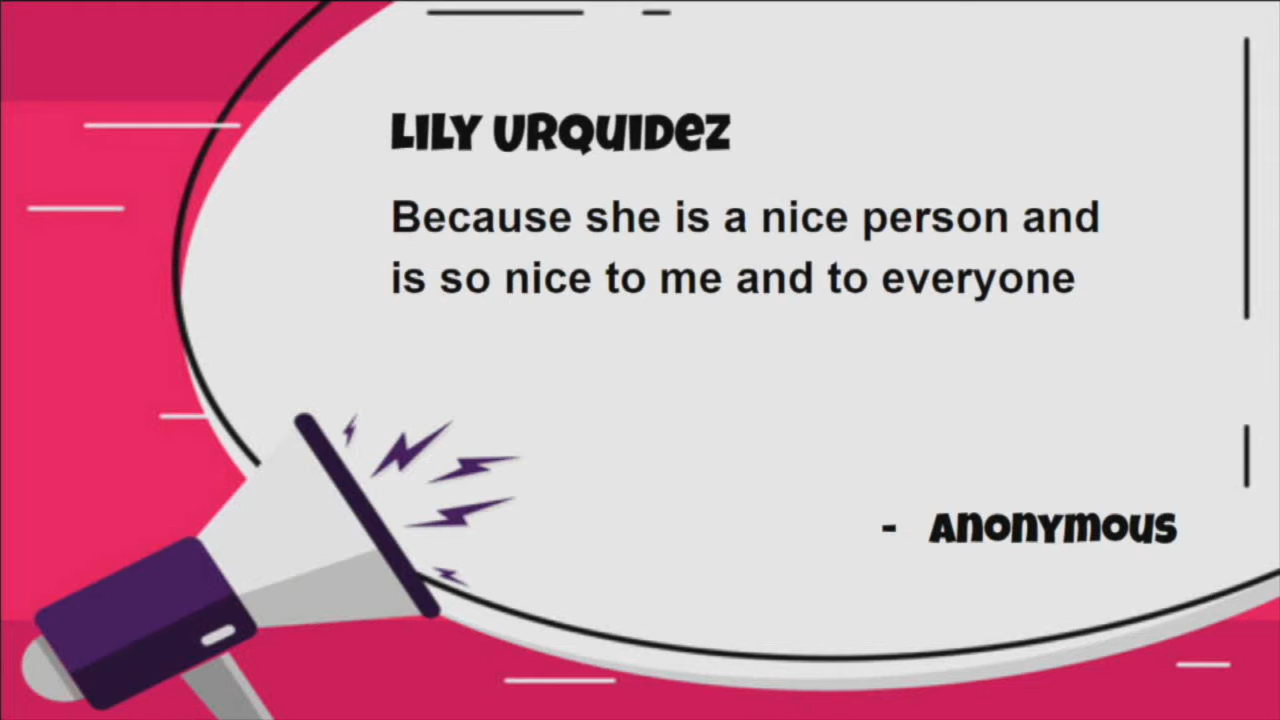 LILY URQUIDEZ
Because she is a nice person and
is so nice to me and to everyone
- ANONYMOUS